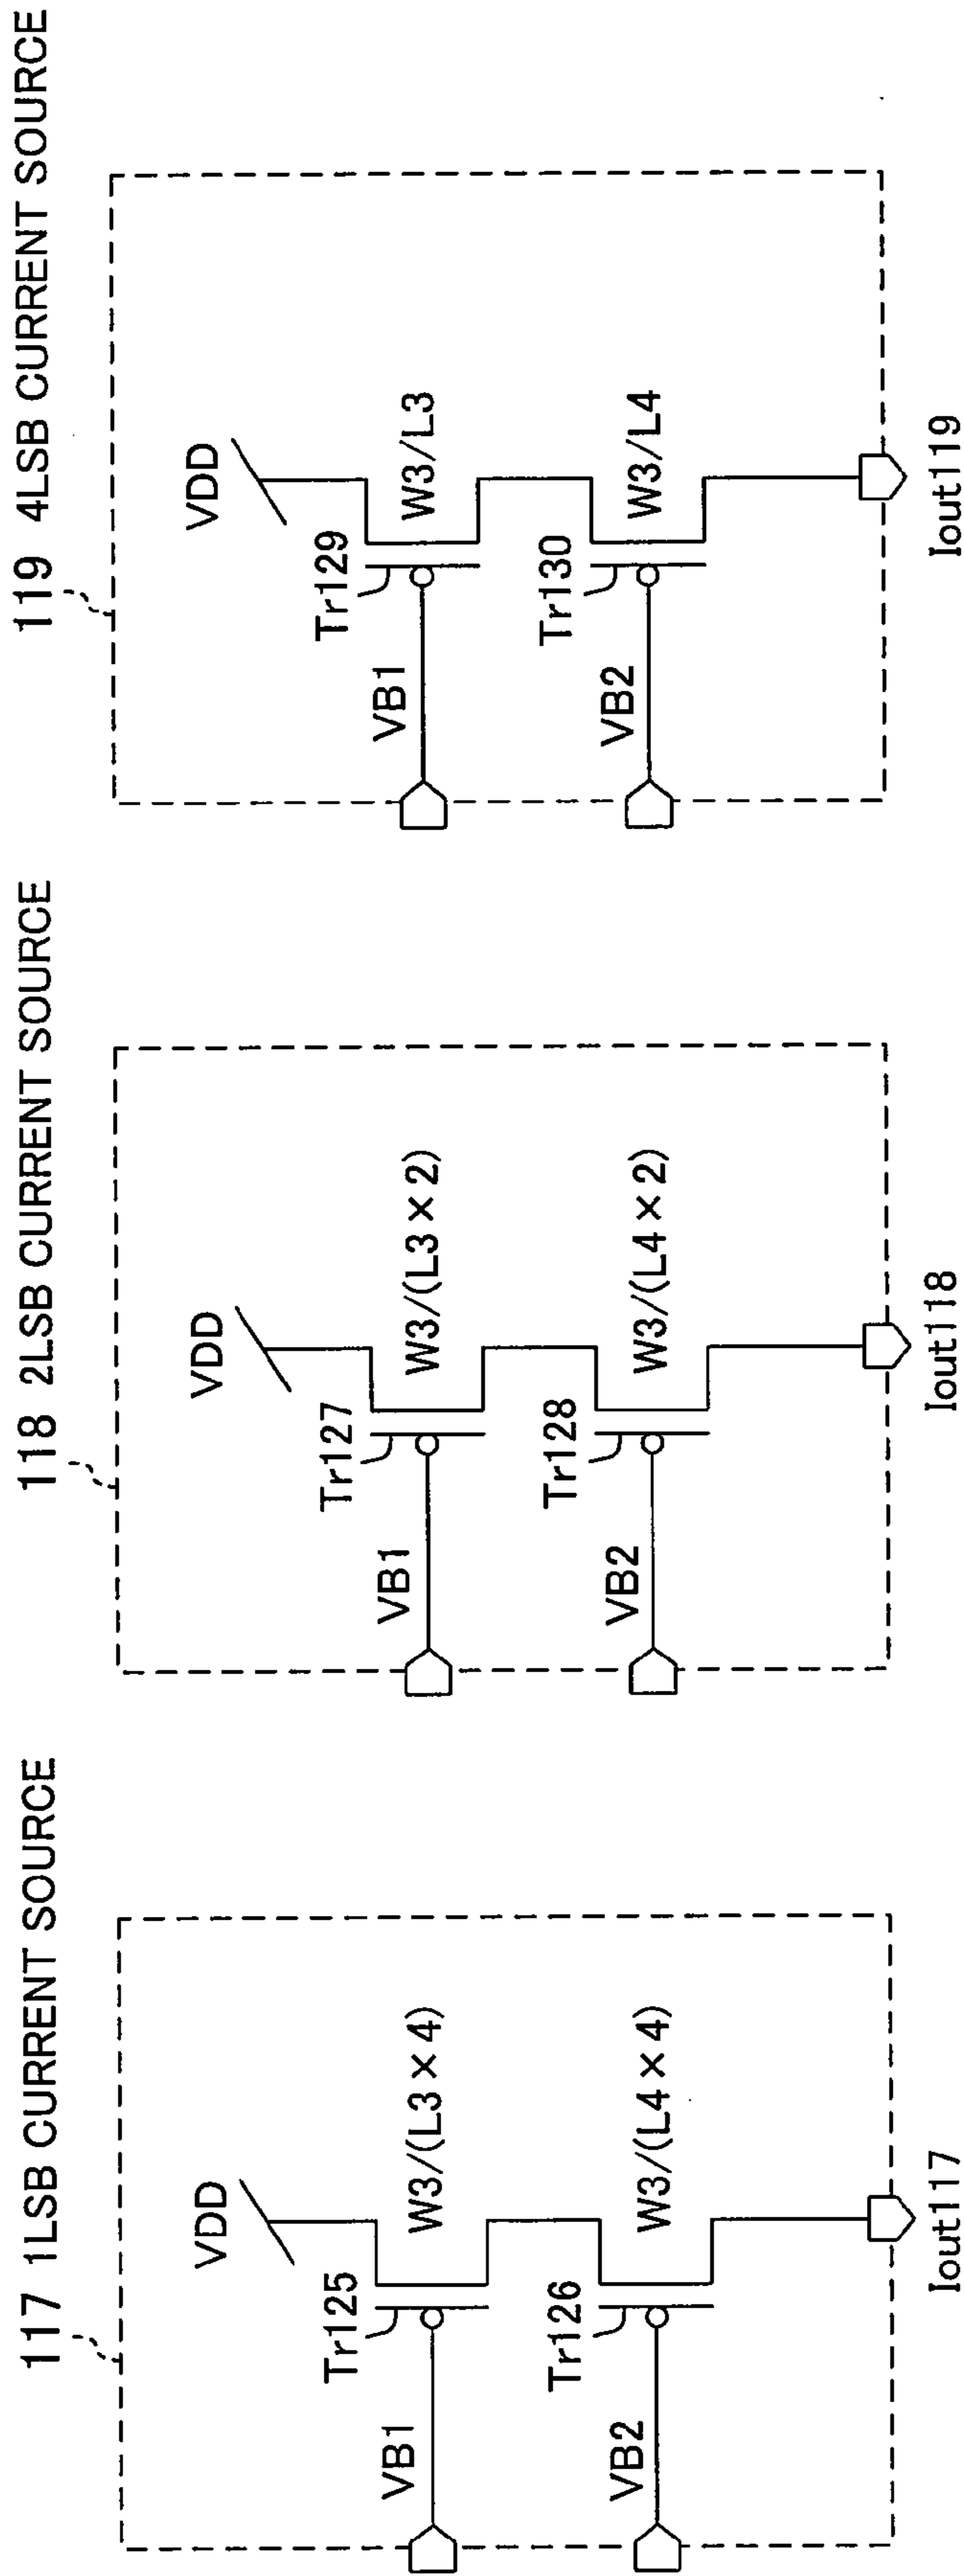 117 1LSB CURRENT SOURCE
VDD
Tr125
W3/(L3×4)
VB1
Tr126
W3/(L4×4)
VB2
Iout117
118 2LSB CURRENT SOURCE
VDD
Tr127
W3/(L3×2)
VB1
Tr128
W3/(L4×2)
VB2
Iout118
119 4LSB CURRENT SOURCE
VDD
Tr129
W3/L3
VB1
Tr130
W3/L4
VB2
Iout119